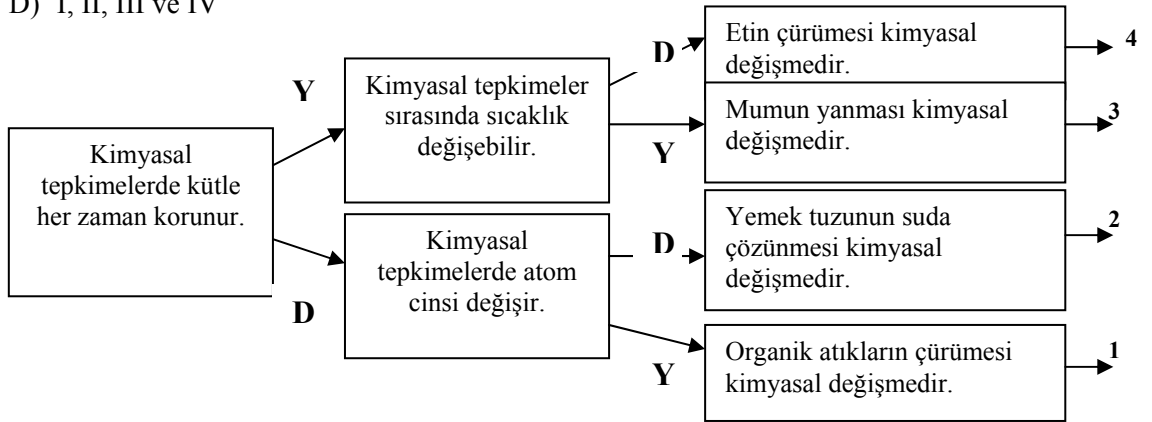 D) I, II, III ve IV
Kimyasal
tepkimelerde kütle
her zaman korunur.
Y
D
Kimyasal tepkimeler
sırasında sıcaklık
değişebilir.
Kimyasal
tepkimelerde atom
cinsi değişir.
D
Y
D
Y
Etin çürümesi kimyasal
değişmedir.
4
Mumun yanması kimyasal
değişmedir.
3
Yemek tuzunun suda
çözünmesi kimyasal
değişmedir.
2
Organik atıkların çürümesi
kimyasal değişmedir.
1